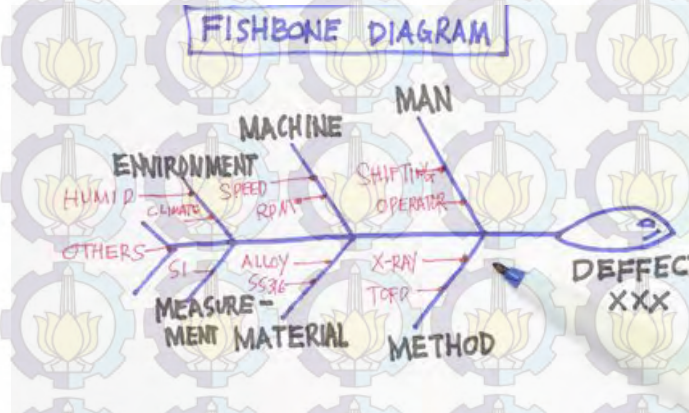 FISHBONE DIAGRAM
MAN
MACHINE
ENVIRONMENT
HUMID
CLIMATE
SPEED
RPM
SHIFTING
OPERATOR
OTHERS
SI
ALLOY
SS316
X-RAY
TOFD
DEFFECT
XXX
MEASURE-
MENT
MATERIAL
METHOD